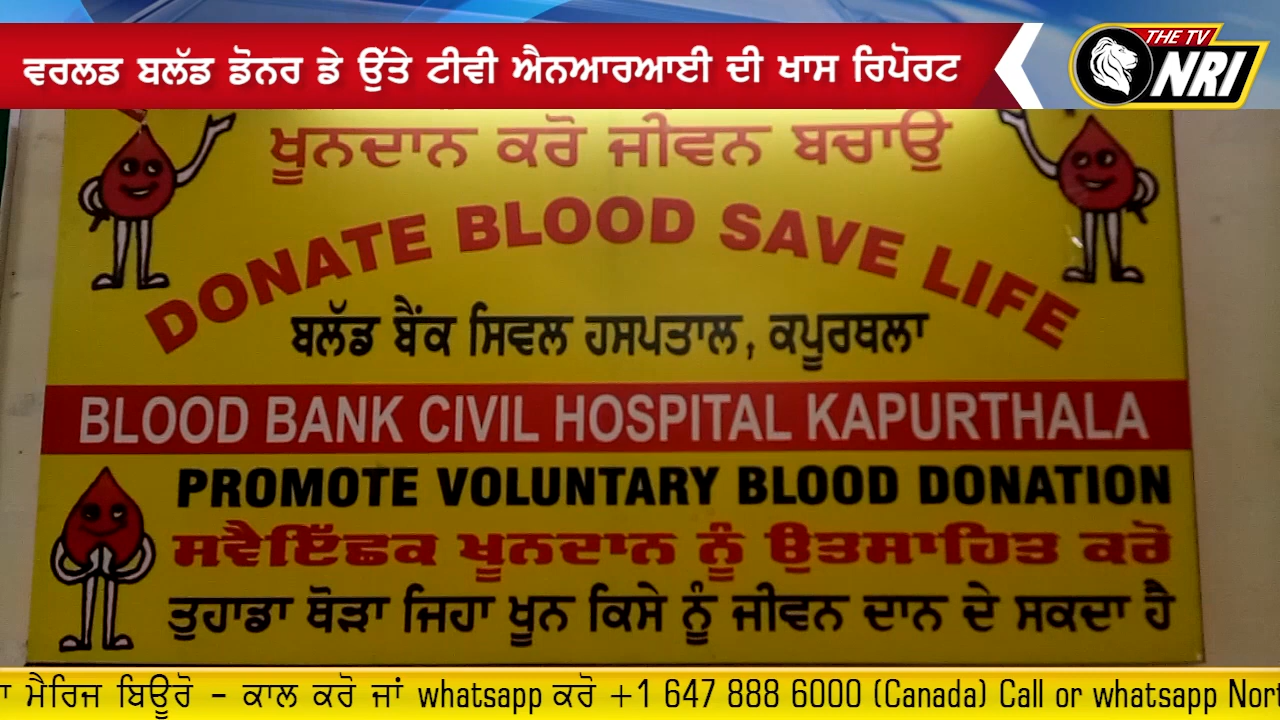 ਵਰਲਡ ਬਲੱਡ ਡੋਨਰ ਡੇ ਉੱਤੇ ਟੀਵੀ ਐਨਆਰਆਈ ਦੀ ਖਾਸ ਰਿਪੋਰਟ
THE TV
NRI
ਖੂਨਦਾਨ ਕਰੋ ਜੀਵਨ ਬਚਾਉ
DONATE BLOOD SAVE LIFE
ਬਲੱਡ ਬੈਂਕ ਸਿਵਲ ਹਸਪਤਾਲ, ਕਪੂਰਥਲਾ
BLOOD BANK CIVIL HOSPITAL KAPURTHALA
PROMOTE VOLUNTARY BLOOD DONATION
ਸਵੈਇੱਛਕ ਖੂਨਦਾਨ ਨੂੰ ਉਤਸਾਹਿਤ ਕਰੋ
ਤੁਹਾਡਾ ਥੋੜਾ ਜਿਹਾ ਖੂਨ ਕਿਸੇ ਨੂੰ ਜੀਵਨ ਦਾਨ ਦੇ ਸਕਦਾ ਹੈ
ਮੈਰਿਜ ਬਿਊਰੋ - ਕਾਲ ਕਰੋ ਜਾਂ whatsapp ਕਰੋ +1 647 888 6000 (Canada) Call or whatsapp